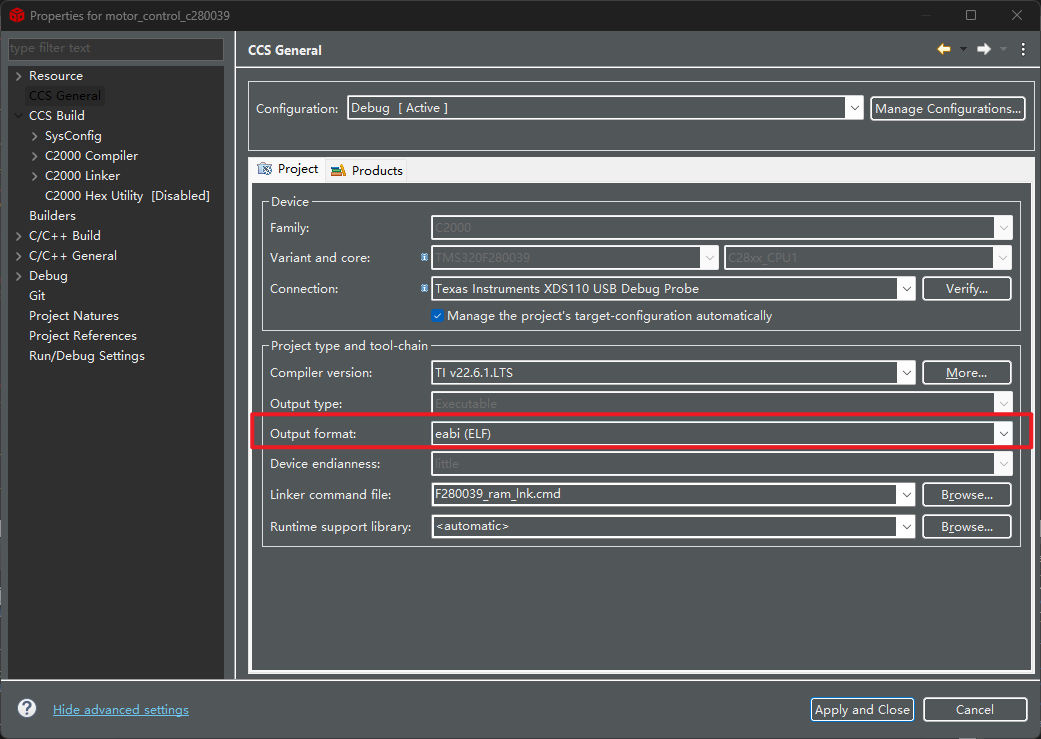 Properties for motor_control_c280039
type filter text
Resource
CCS General
CCS Build
SysConfig
C2000 Compiler
C2000 Linker
C2000 Hex Utility [Disabled]
Builders
C/C++ Build
C/C++ General
Debug
Git
Project Natures
Project References
Run/Debug Settings
CCS General
Configuration: Debug [ Active ] Manage Configurations...
Project Products
Device
Family: C2000
Variant and core: TMS320F280039 C28xx_CPU1
Connection: Texas Instruments XDS110 USB Debug Probe Verify...
Manage the project's target-configuration automatically
Project type and tool-chain
Compiler version: TI v22.6.1.LTS More...
Output type: Executable
Output format: eabi (ELF)
Device endianness: little
Linker command file: F280039_ram_lnk.cmd Browse...
Runtime support library: <automatic> Browse...
? Hide advanced settings Apply and Close Cancel